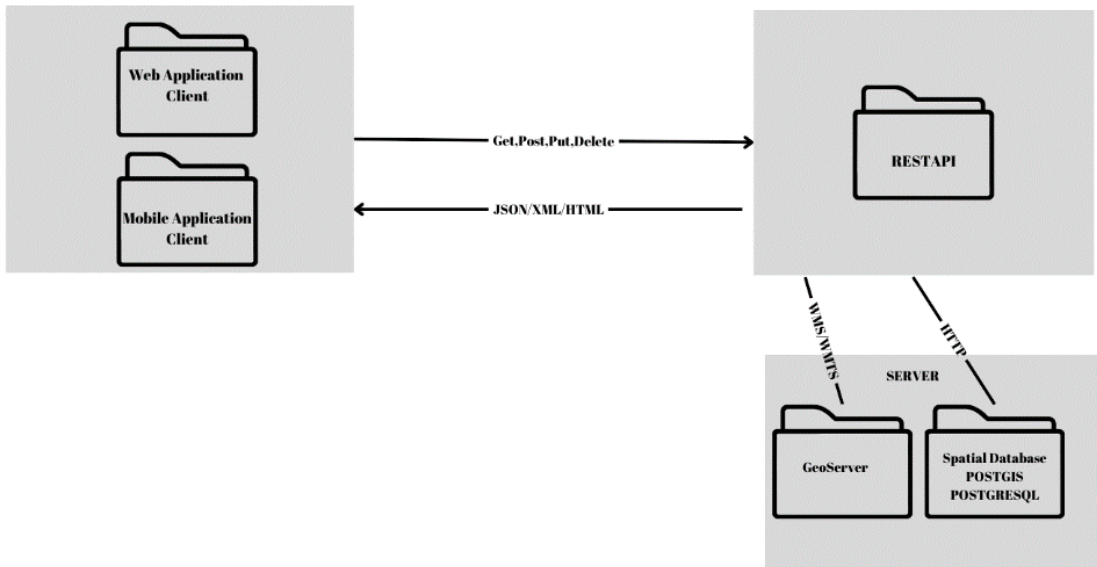 Web Application
Client
Mobile Application
Client
Get,Post,Put,Delete
JSON/XML/HTML
RESTAPI
WMS/WMTS
HTTP
SERVER
GeoServer
Spatial Database
POSTGIS
POSTGRESQL